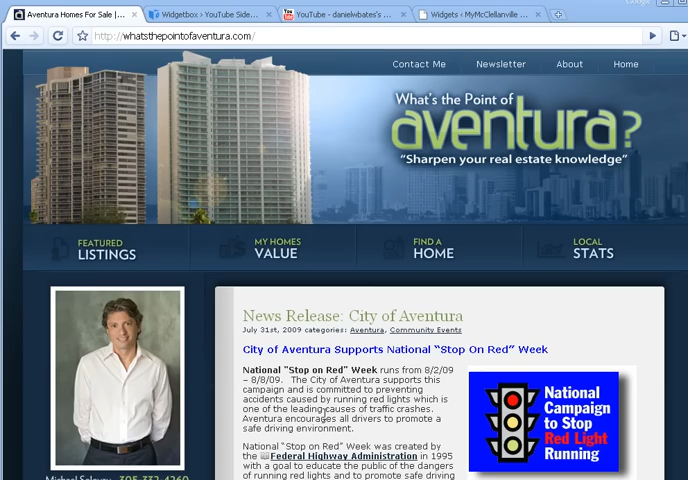 Google
Aventura Homes For Sale | ...
Widgetbox › YouTube Side...
YouTube - danielwbates's ...
Widgets ‹ MyMcClellanville ...
http://whatsthepointofaventura.com/
Contact Me Newsletter About Home
What's the Point of
aventura?
"Sharpen your real estate knowledge"
FEATURED
LISTINGS
MY HOMES
VALUE
FIND A
HOME
LOCAL
STATS
News Release: City of Aventura
July 31st, 2009 categories: Aventura, Community Events
City of Aventura Supports National "Stop On Red" Week
National "Stop on Red" Week runs from 8/2/09
– 8/8/09. The City of Aventura supports this
campaign and is committed to preventing
accidents caused by running red lights which is
one of the leading causes of traffic crashes.
Aventura encourages all drivers to promote a
safe driving environment.
National
Campaign
to Stop
Red Light
Running
National "Stop on Red" Week was created by
the Federal Highway Administration in 1995
with a goal to educate the public of the dangers
of running red lights and to promote safe driving